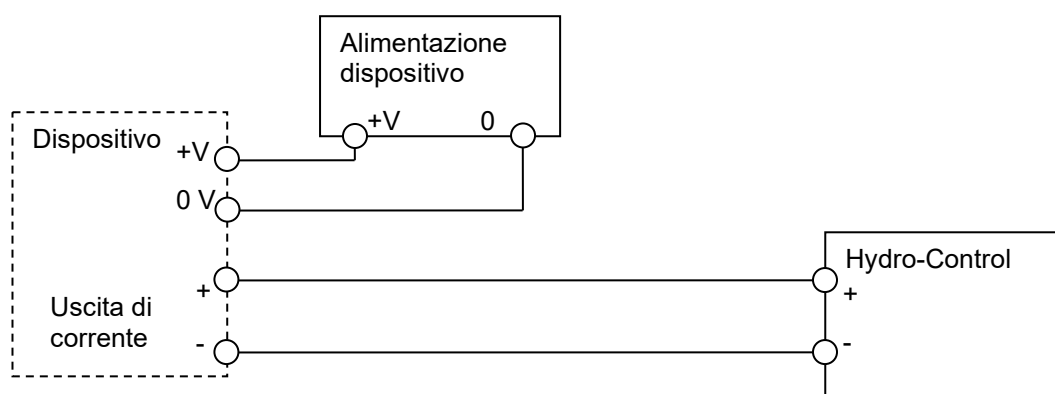 Alimentazione
dispositivo
+V 0
Dispositivo
+V
0 V
Hydro-Control
+ +
Uscita di
corrente
- -